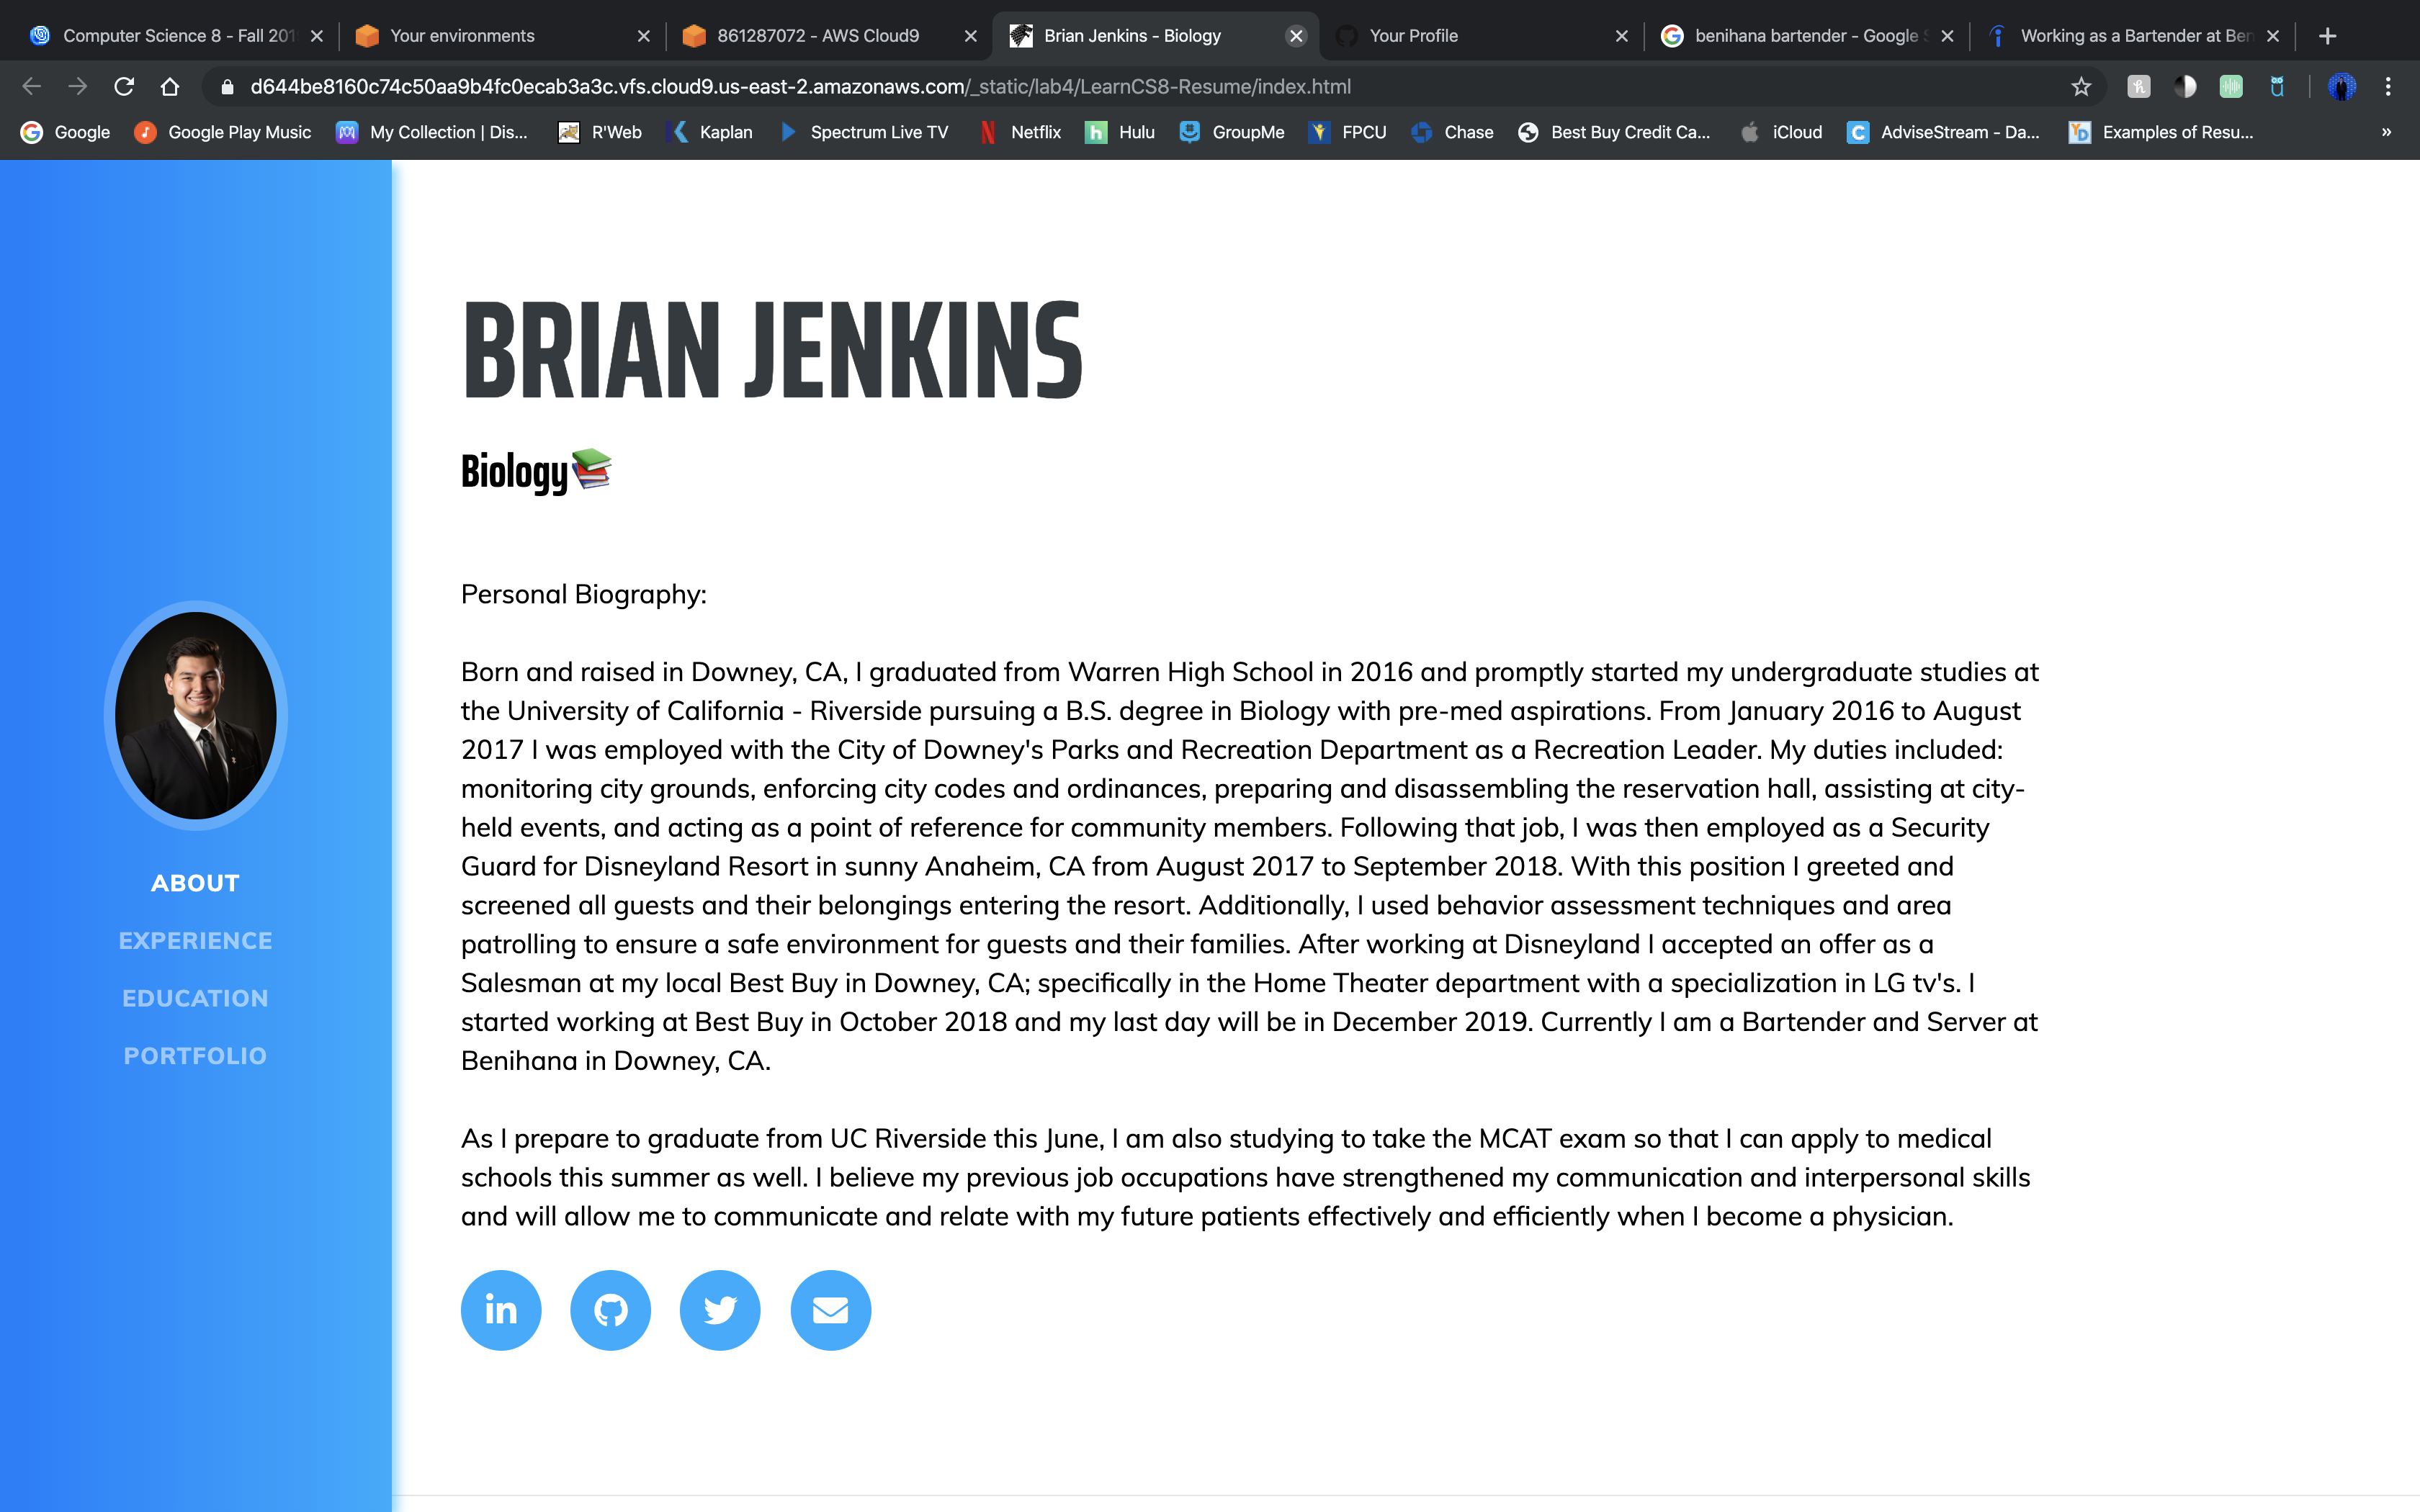 Computer Science 8 - Fall 201
Your environments
861287072 - AWS Cloud9
Brian Jenkins - Biology
Your Profile
benihana bartender - Google S
Working as a Bartender at Ben
d644be8160c74c50aa9b4fc0ecab3a3c.vfs.cloud9.us-east-2.amazonaws.com/_static/lab4/LearnCS8-Resume/index.html
Google
Google Play Music
My Collection | Dis...
R'Web
Kaplan
Spectrum Live TV
Netflix
Hulu
GroupMe
FPCU
Chase
Best Buy Credit Ca...
iCloud
AdviseStream - Da...
Examples of Resu...
»
ABOUT
EXPERIENCE
EDUCATION
PORTFOLIO
BRIAN JENKINS
Biology📚
Personal Biography:
Born and raised in Downey, CA, I graduated from Warren High School in 2016 and promptly started my undergraduate studies at
the University of California - Riverside pursuing a B.S. degree in Biology with pre-med aspirations. From January 2016 to August
2017 I was employed with the City of Downey's Parks and Recreation Department as a Recreation Leader. My duties included:
monitoring city grounds, enforcing city codes and ordinances, preparing and disassembling the reservation hall, assisting at city-
held events, and acting as a point of reference for community members. Following that job, I was then employed as a Security
Guard for Disneyland Resort in sunny Anaheim, CA from August 2017 to September 2018. With this position I greeted and
screened all guests and their belongings entering the resort. Additionally, I used behavior assessment techniques and area
patrolling to ensure a safe environment for guests and their families. After working at Disneyland I accepted an offer as a
Salesman at my local Best Buy in Downey, CA; specifically in the Home Theater department with a specialization in LG tv's. I
started working at Best Buy in October 2018 and my last day will be in December 2019. Currently I am a Bartender and Server at
Benihana in Downey, CA.
As I prepare to graduate from UC Riverside this June, I am also studying to take the MCAT exam so that I can apply to medical
schools this summer as well. I believe my previous job occupations have strengthened my communication and interpersonal skills
and will allow me to communicate and relate with my future patients effectively and efficiently when I become a physician.
in